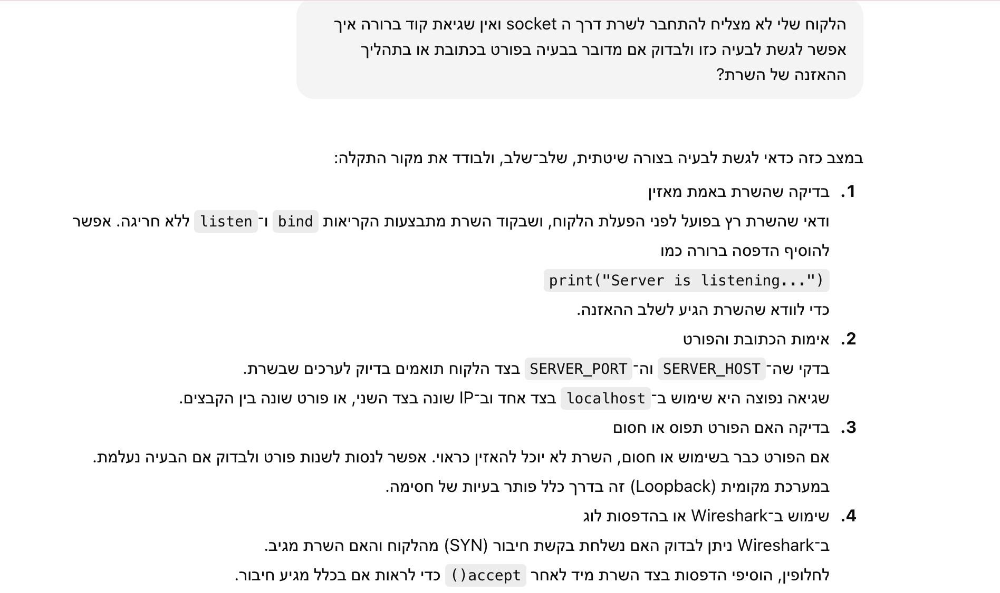 הלקוח שלי לא מצליח להתחבר לשרת דרך ה socket ואין שגיאת קוד ברורה איך
אפשר לגשת לבעיה כזו ולבדוק אם מדובר בבעיה בפורט בכתובת או בתהליך
ההאזנה של השרת?
במצב כזה כדאי לגשת לבעיה בצורה שיטתית, שלב־שלב, ולבודד את מקור התקלה:
1. בדיקה שהשרת באמת מאזין
ודאי שהשרת רץ בפועל לפני הפעלת הלקוח, ושבקוד השרת מתבצעות הקריאות bind ו־listen ללא חריגה. אפשר
להוסיף הדפסה ברורה כמו
print("Server is listening...")
כדי לוודא שהשרת הגיע לשלב ההאזנה.
2. אימות הכתובת והפורט
בדקי שה־SERVER_HOST וה־SERVER_PORT בצד הלקוח תואמים בדיוק לערכים שבשרת.
שגיאה נפוצה היא שימוש ב־localhost בצד אחד וב־IP שונה בצד השני, או פורט שונה בין הקבצים.
3. בדיקה האם הפורט תפוס או חסום
אם הפורט כבר בשימוש או חסום, השרת לא יוכל להאזין כראוי. אפשר לנסות לשנות פורט ולבדוק אם הבעיה נעלמת.
במערכת מקומית (Loopback) זה בדרך כלל פותר בעיות של חסימה.
4. שימוש ב־Wireshark או בהדפסות לוג
ב־Wireshark ניתן לבדוק האם נשלחת בקשת חיבור (SYN) מהלקוח והאם השרת מגיב.
לחלופין, הוסיפי הדפסות בצד השרת מיד לאחר accept() כדי לראות אם בכלל מגיע חיבור.